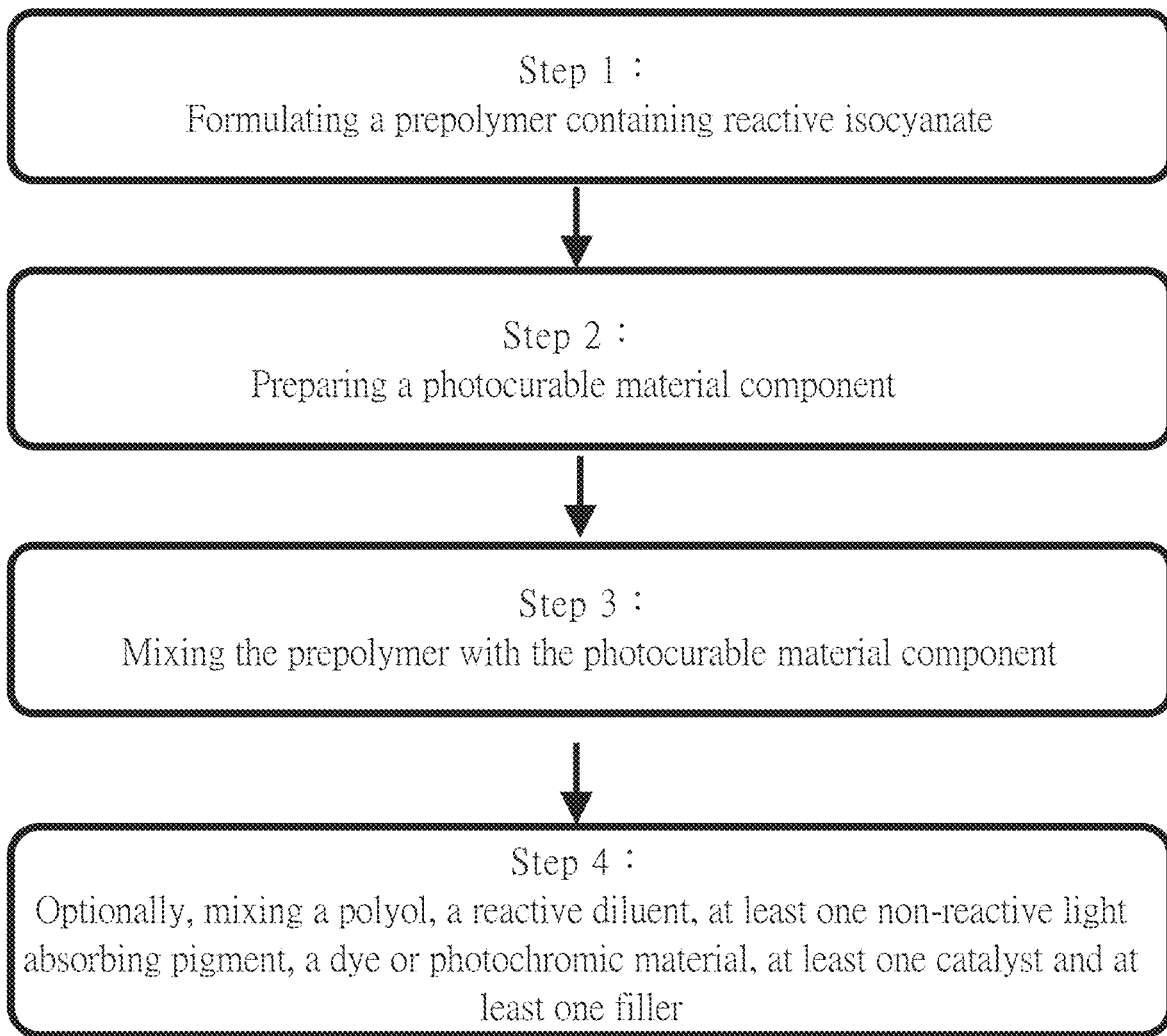 Step 1：
Formulating a prepolymer containing reactive isocyanate
Step 2：
Preparing a photocurable material component
Step 3：
Mixing the prepolymer with the photocurable material component
Step 4：
Optionally, mixing a polyol, a reactive diluent, at least one non-reactive light
absorbing pigment, a dye or photochromic material, at least one catalyst and at
least one filler